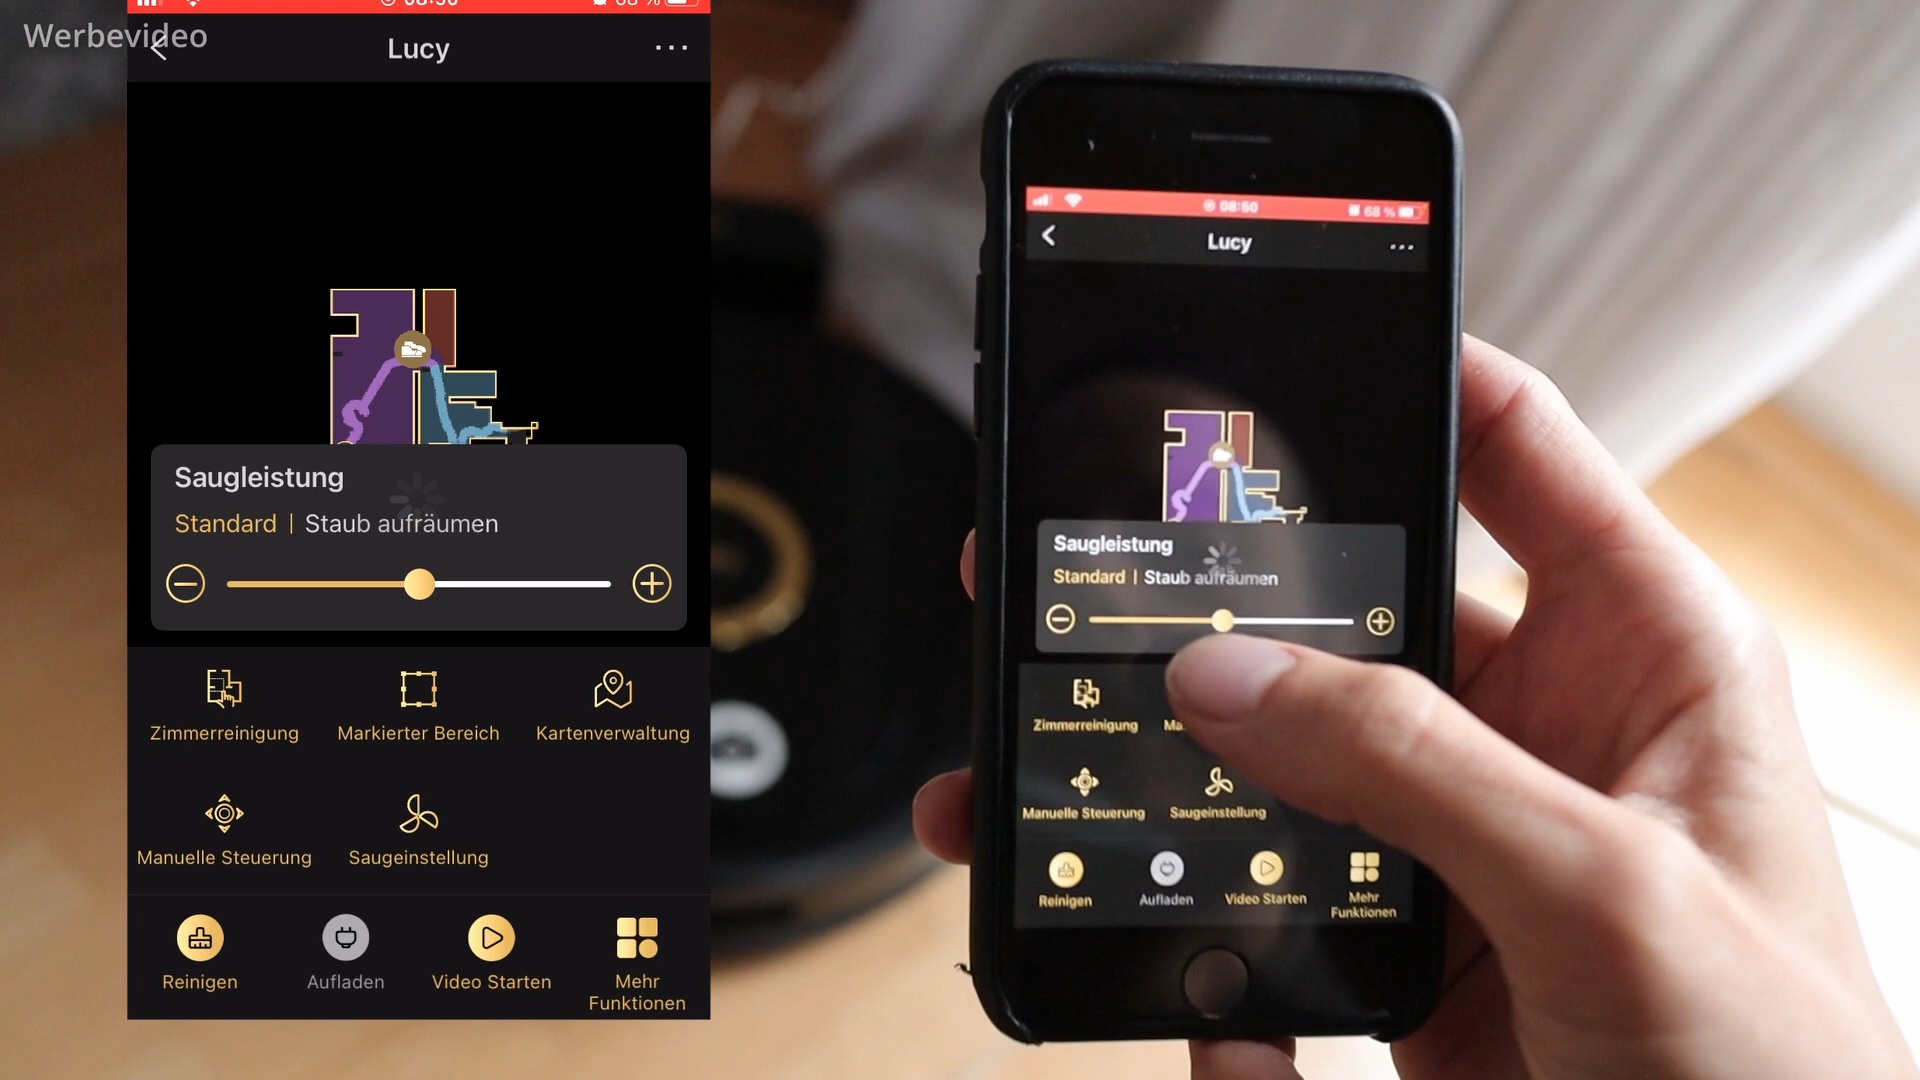 Werbevideo
Lucy
Saugleistung
Standard | Staub aufräumen
Zimmerreinigung
Markierter Bereich
Kartenverwaltung
Manuelle Steuerung
Saugeinstellung
Reinigen
Aufladen
Video Starten
Mehr
Funktionen
08:50
68 %
Lucy
Saugleistung
Standard | Staub aufräumen
Zimmerreinigung
Manuelle Steuerung
Saugeinstellung
Reinigen
Aufladen
Video Starten
Mehr
Funktionen